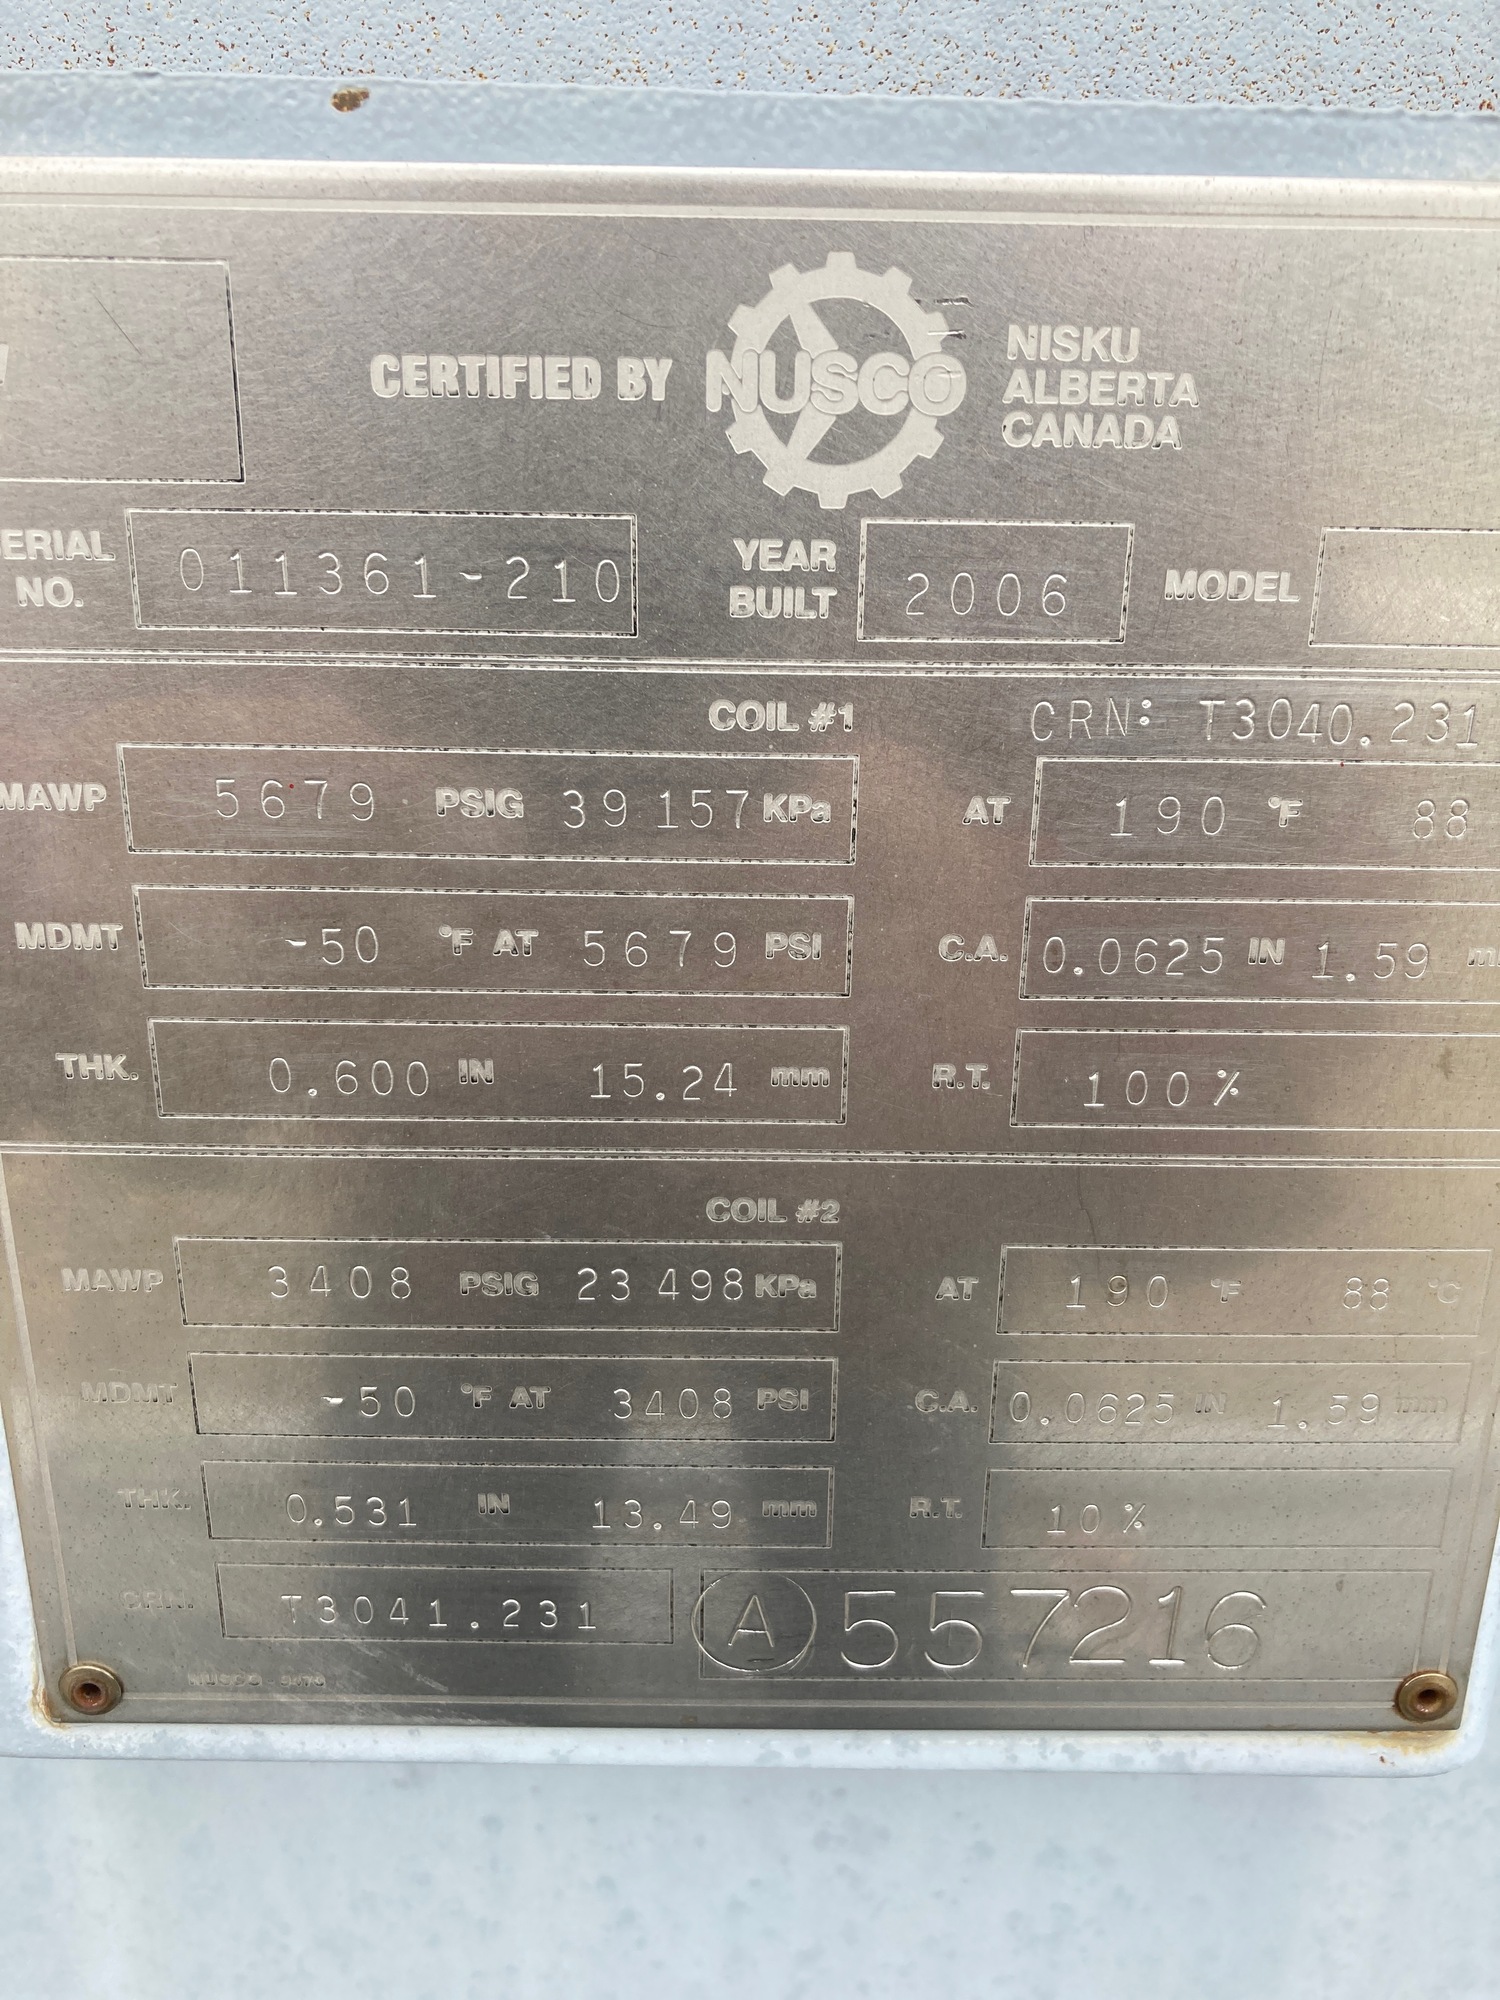 CERTIFIED BY NUSCO NISKU
ALBERTA
CANADA
ERIAL
NO. 011361-210 YEAR
BUILT 2006 MODEL
COIL #1 CRN: T3040.231
MAWP 5679 PSIG 39 157 KPa AT 190 °F 88
MDMT -50 °F AT 5679 PSI C.A. 0.0625 IN 1.59
THK. 0.600 IN 15.24 mm R.T. 100%
COIL #2
MAWP 3408 PSIG 23 498 KPa AT 190 °F 88 °C
MDMT -50 °F AT 3408 PSI C.A. 0.0625 IN 1.59 mm
THK. 0.531 IN 13.49 mm R.T. 10%
CRN. T3041.231 A 557216